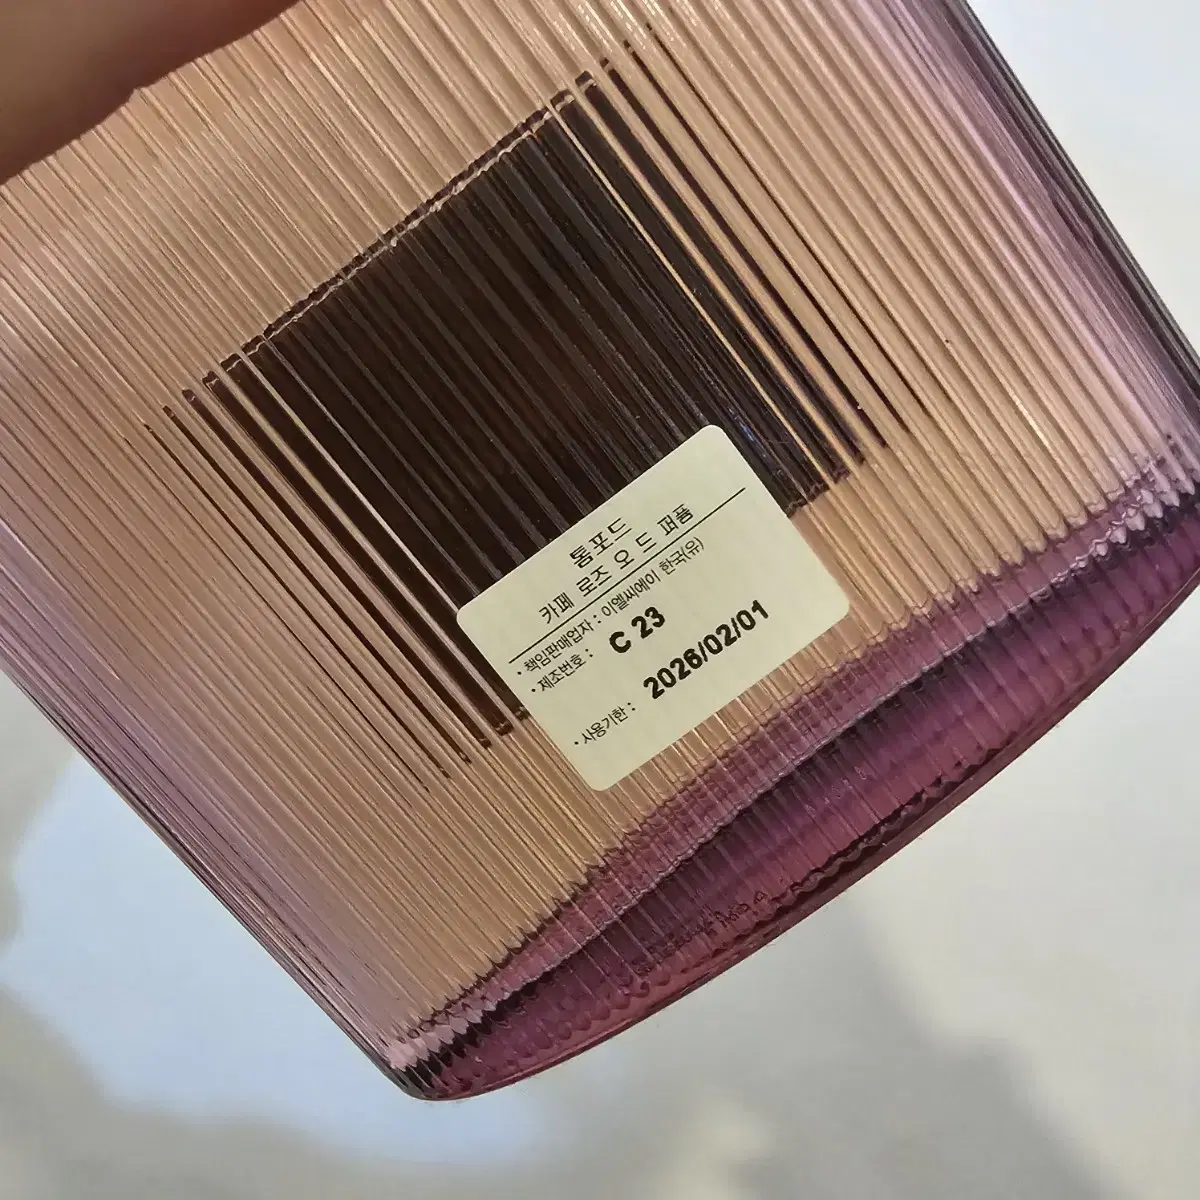 톰포드
카페 로즈 오 드 퍼퓸
• 책임판매업자 : 이엘씨에이 한국(유)
• 제조번호 : C 23
• 사용기한 : 2026/02/01